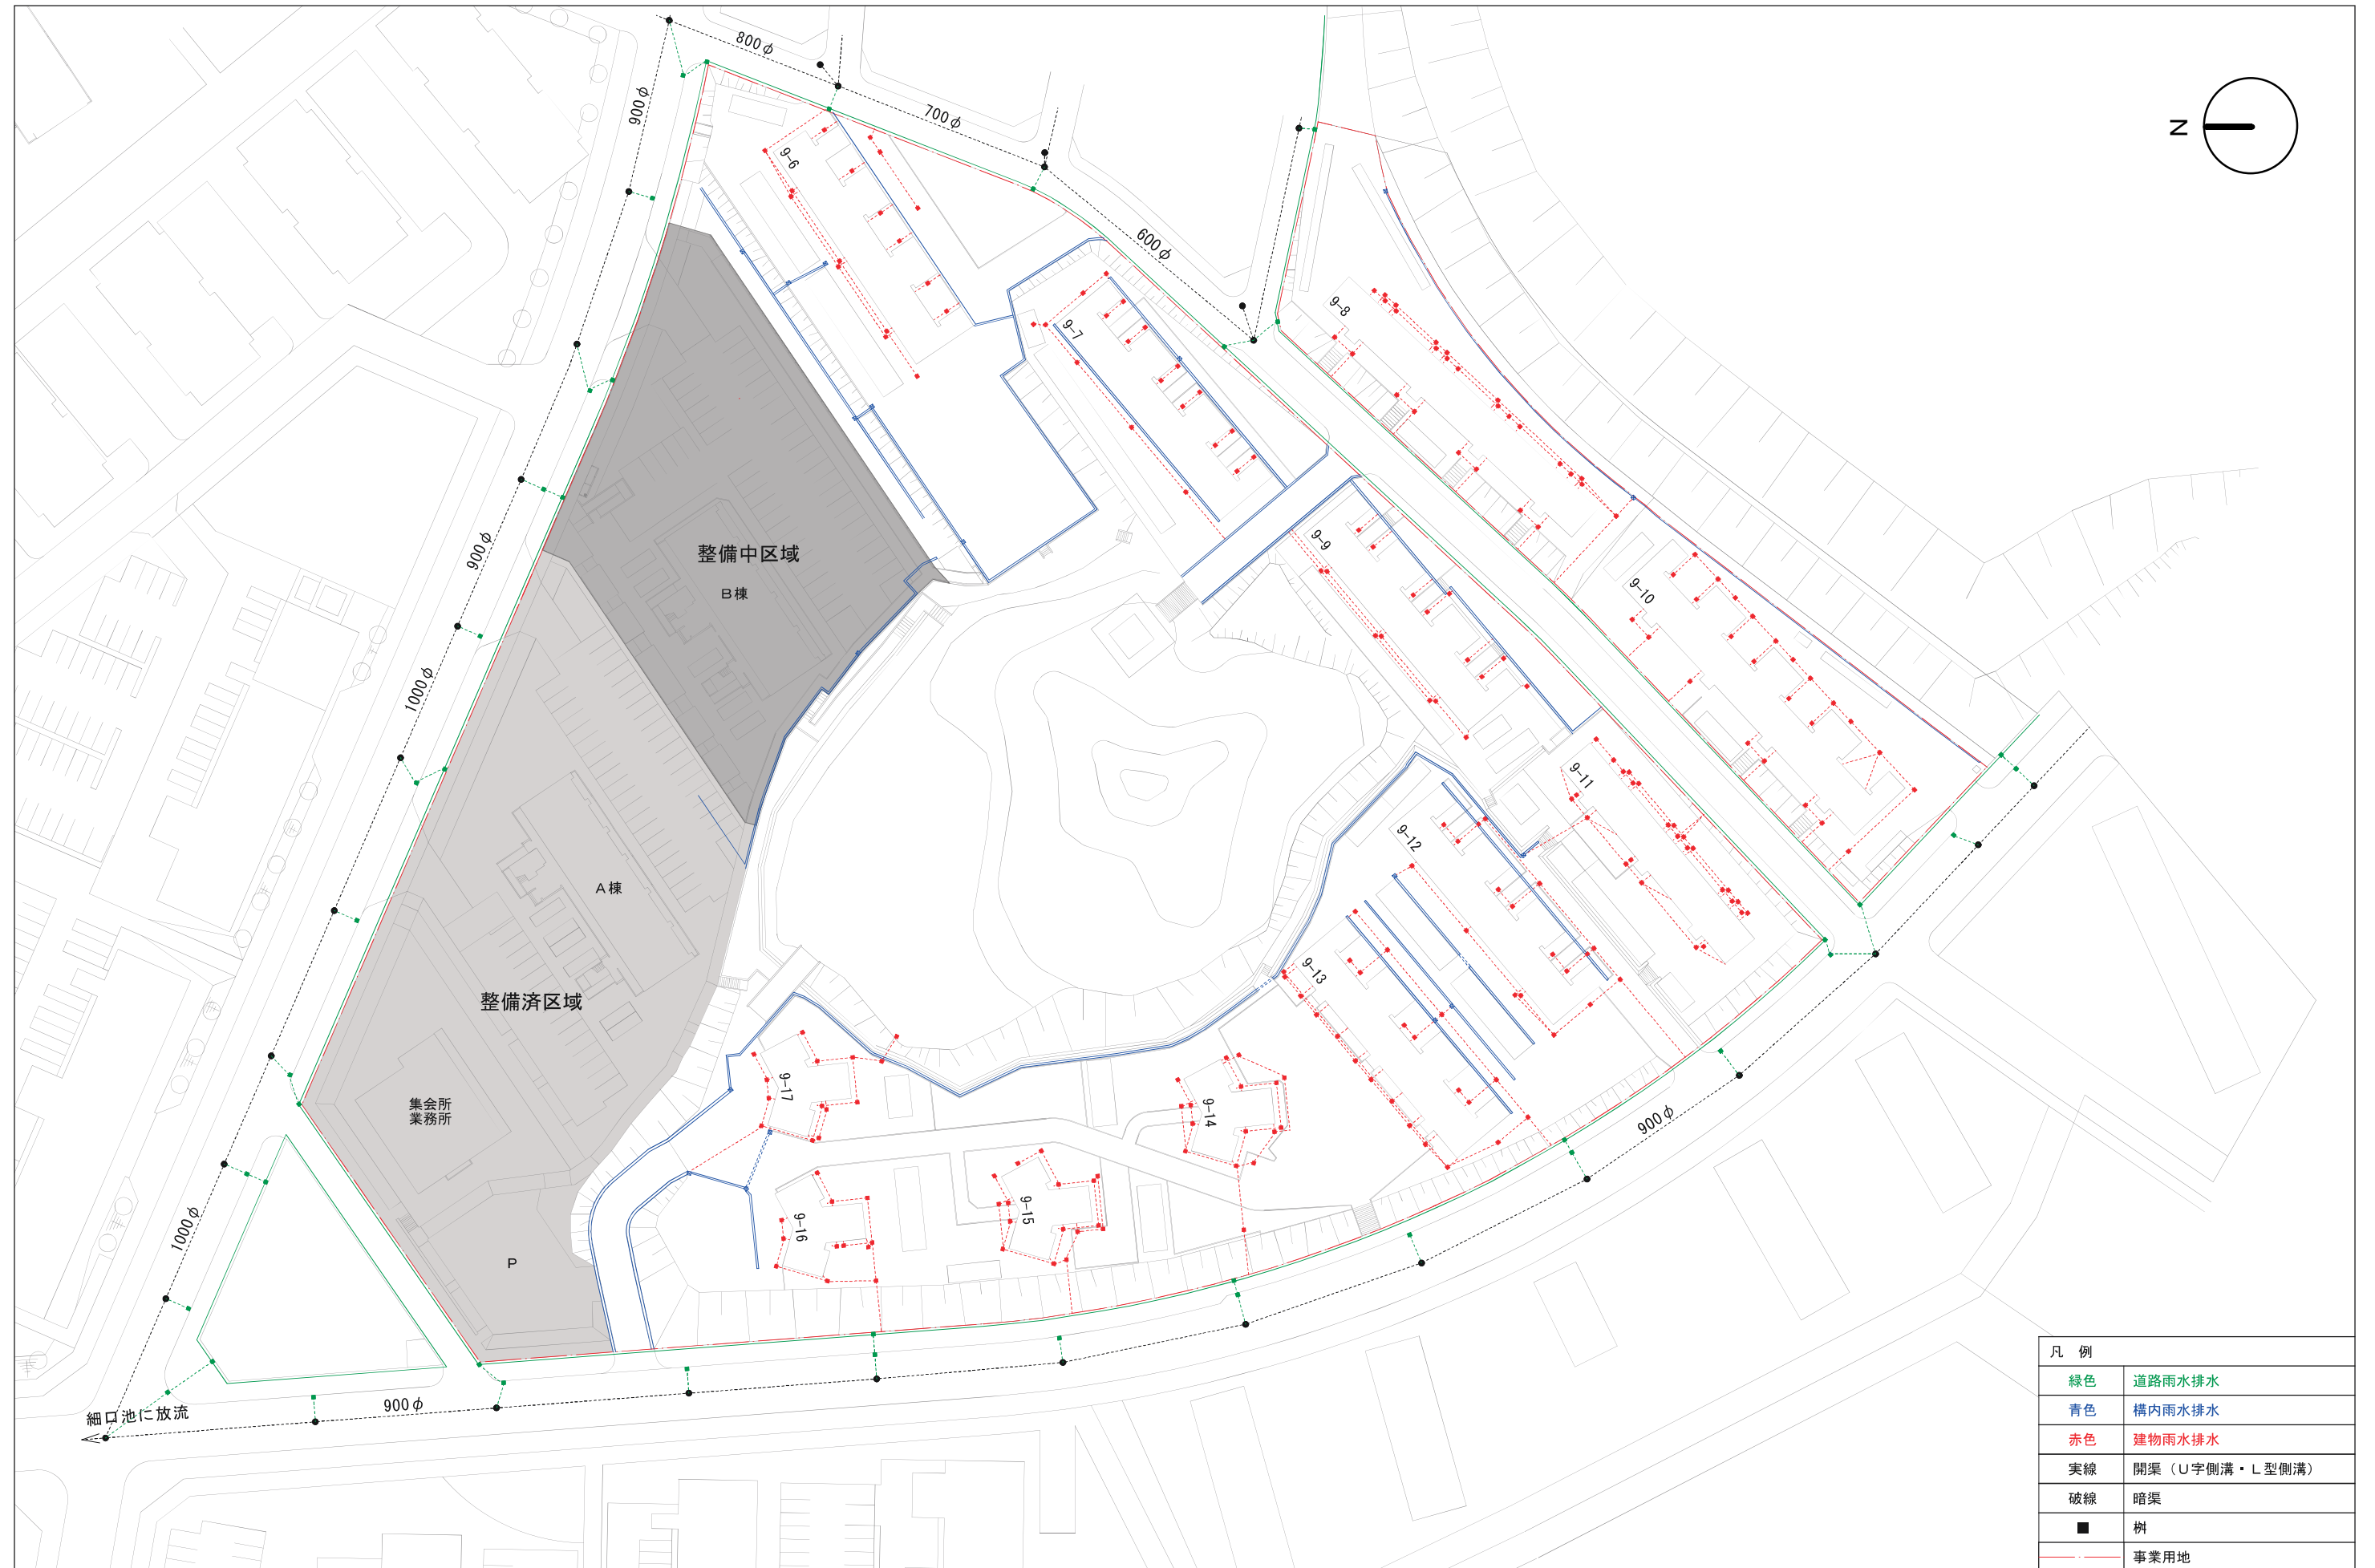 800φ
900φ
700φ
N
9-6
600φ
9-7
9-8
9-9
900φ
整備中区域
B棟
9-10
1000φ
9-11
9-12
A棟
9-13
整備済区域
集会所
業務所
9-17
9-14
900φ
9-16
9-15
1000φ
P
900φ
細口池に放流
凡 例
緑色 道路雨水排水
青色 構内雨水排水
赤色 建物雨水排水
実線 開渠（U字側溝・L型側溝）
破線 暗渠
■ 桝
事業用地